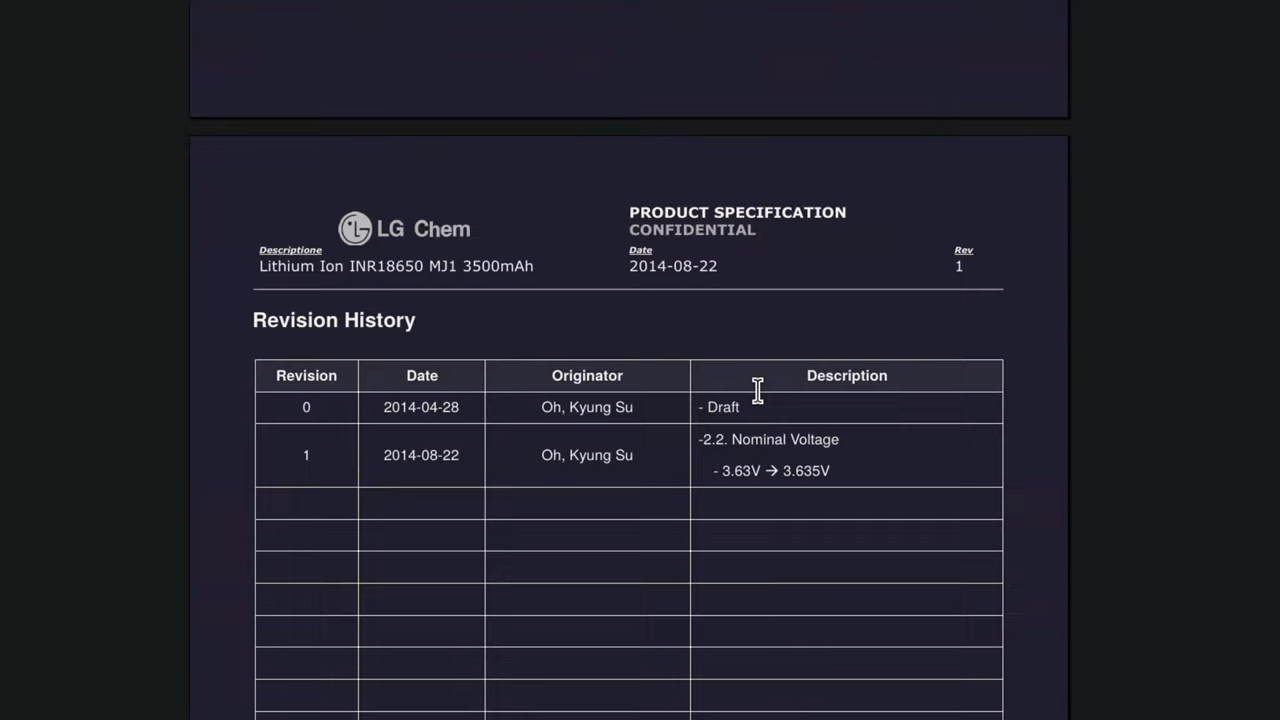 LG Chem
PRODUCT SPECIFICATION
CONFIDENTIAL
Descriptione
Date
Rev
Lithium Ion INR18650 MJ1 3500mAh
2014-08-22
1
Revision History
Revision Date Originator Description
0 2014-04-28 Oh, Kyung Su - Draft
1 2014-08-22 Oh, Kyung Su -2.2. Nominal Voltage
- 3.63V → 3.635V